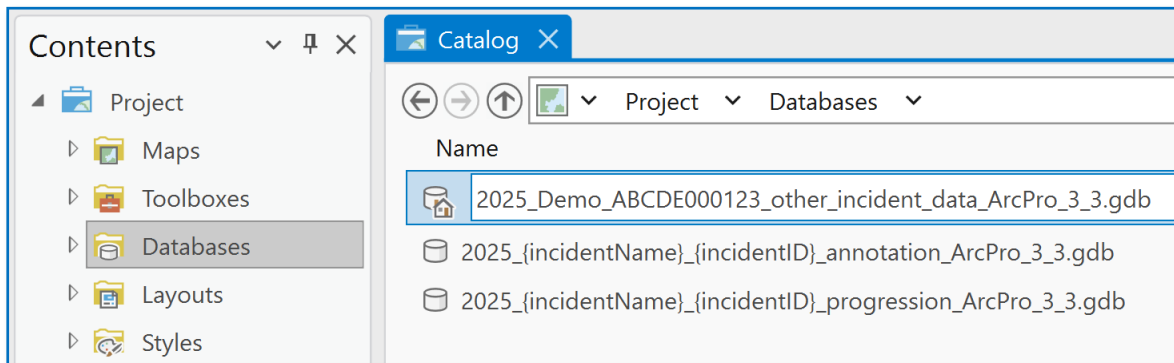 Contents
Project
Maps
Toolboxes
Databases
Layouts
Styles
Catalog
Project Databases
Name
2025_Demo_ABCDE000123_other_incident_data_ArcPro_3_3.gdb
2025_{incidentName}_{incidentID}_annotation_ArcPro_3_3.gdb
2025_{incidentName}_{incidentID}_progression_ArcPro_3_3.gdb